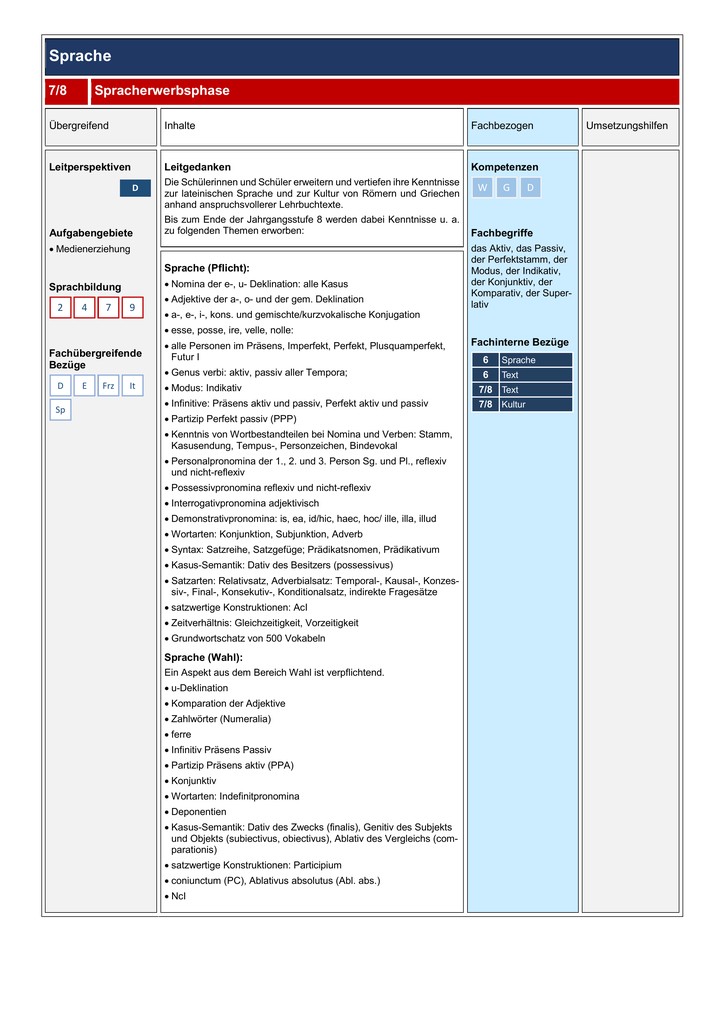 Sprache
7/8 Spracherwerbsphase
Übergreifend
Inhalte
Fachbezogen
Umsetzungshilfen
Leitperspektiven
D
Aufgabengebiete
• Medienerziehung
Sprachbildung
2 4 7 9
Fachübergreifende
Bezüge
D E Frz It
Sp
Leitgedanken
Die Schülerinnen und Schüler erweitern und vertiefen ihre Kenntnisse
zur lateinischen Sprache und zur Kultur von Römern und Griechen
anhand anspruchsvollerer Lehrbuchtexte.
Bis zum Ende der Jahrgangsstufe 8 werden dabei Kenntnisse u. a.
zu folgenden Themen erworben:
Sprache (Pflicht):
• Nomina der e-, u- Deklination: alle Kasus
• Adjektive der a-, o- und der gem. Deklination
• a-, e-, i-, kons. und gemischte/kurzvokalische Konjugation
• esse, posse, ire, velle, nolle:
• alle Personen im Präsens, Imperfekt, Perfekt, Plusquamperfekt,
Futur I
• Genus verbi: aktiv, passiv aller Tempora;
• Modus: Indikativ
• Infinitive: Präsens aktiv und passiv, Perfekt aktiv und passiv
• Partizip Perfekt passiv (PPP)
• Kenntnis von Wortbestandteilen bei Nomina und Verben: Stamm,
Kasusendung, Tempus-, Personzeichen, Bindevokal
• Personalpronomina der 1., 2. und 3. Person Sg. und Pl., reflexiv
und nicht-reflexiv
• Possessivpronomina reflexiv und nicht-reflexiv
• Interrogativpronomina adjektivisch
• Demonstrativpronomina: is, ea, id/hic, haec, hoc/ ille, illa, illud
• Wortarten: Konjunktion, Subjunktion, Adverb
• Syntax: Satzreihe, Satzgefüge; Prädikatsnomen, Prädikativum
• Kasus-Semantik: Dativ des Besitzers (possessivus)
• Satzarten: Relativsatz, Adverbialsatz: Temporal-, Kausal-, Konzes-
siv-, Final-, Konsekutiv-, Konditionalsatz, indirekte Fragesätze
• satzwertige Konstruktionen: AcI
• Zeitverhältnis: Gleichzeitigkeit, Vorzeitigkeit
• Grundwortschatz von 500 Vokabeln
Sprache (Wahl):
Ein Aspekt aus dem Bereich Wahl ist verpflichtend.
• u-Deklination
• Komparation der Adjektive
• Zahlwörter (Numeralia)
• ferre
• Infinitiv Präsens Passiv
• Partizip Präsens aktiv (PPA)
• Konjunktiv
• Wortarten: Indefinitpronomina
• Deponentien
• Kasus-Semantik: Dativ des Zwecks (finalis), Genitiv des Subjekts
und Objekts (subiectivus, obiectivus), Ablativ des Vergleichs (com-
parationis)
• satzwertige Konstruktionen: Participium
• coniunctum (PC), Ablativus absolutus (Abl. abs.)
• NcI
Kompetenzen
W G D
Fachbegriffe
das Aktiv, das Passiv,
der Perfektstamm, der
Modus, der Indikativ,
der Konjunktiv, der
Komparativ, der Super-
lativ
Fachinterne Bezüge
6 Sprache
6 Text
7/8 Text
7/8 Kultur